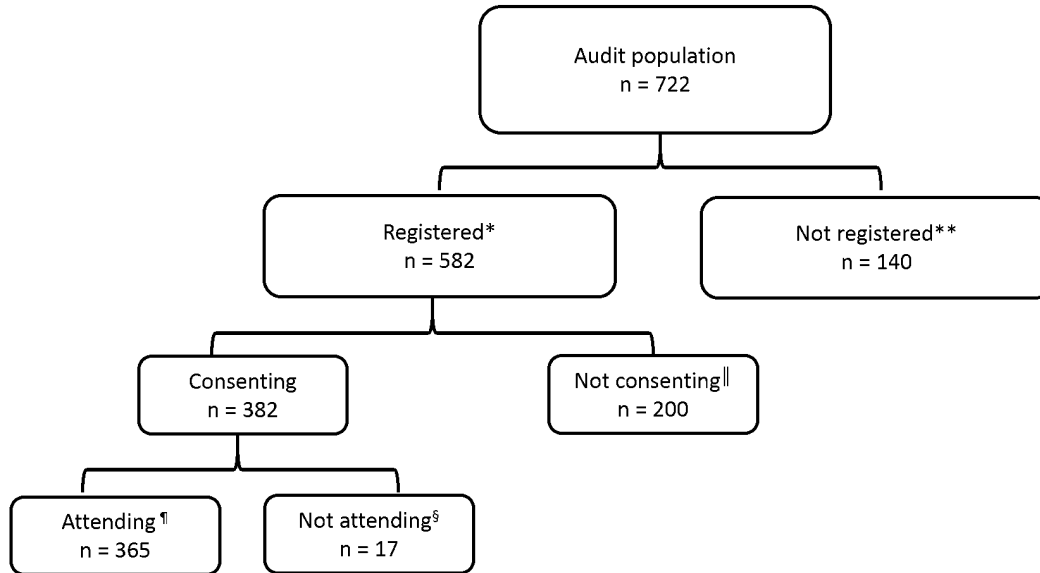 Audit population
n = 722
Registered*
n = 582
Not registered**
n = 140
Consenting
n = 382
Not consenting‖
n = 200
Attending ¶
n = 365
Not attending§
n = 17